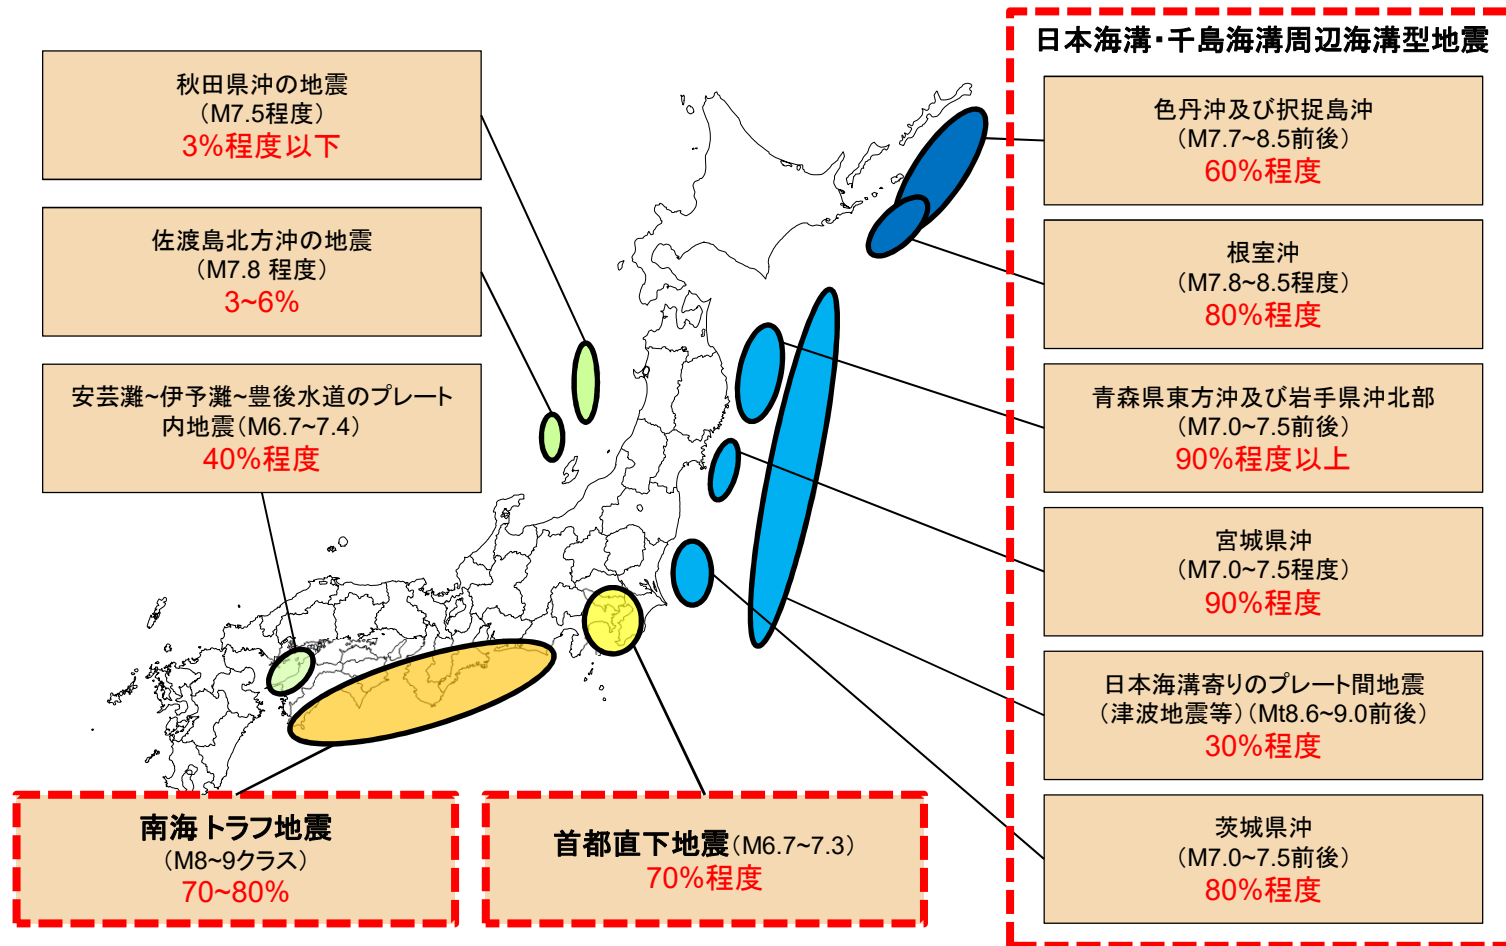 秋田県沖の地震
（M7.5程度）
3%程度以下
佐渡島北方沖の地震
（M7.8 程度）
3~6%
安芸灘~伊予灘~豊後水道のプレート
内地震（M6.7~7.4）
40%程度
南海トラフ地震
（M8~9クラス）
70~80%
首都直下地震（M6.7~7.3）
70%程度
日本海溝・千島海溝周辺海溝型地震
色丹沖及び択捉島沖
（M7.7~8.5前後）
60%程度
根室沖
（M7.8~8.5程度）
80%程度
青森県東方沖及び岩手県沖北部
（M7.0~7.5前後）
90%程度以上
宮城県沖
（M7.0~7.5程度）
90%程度
日本海溝寄りのプレート間地震
（津波地震等）（Mt8.6~9.0前後）
30%程度
茨城県沖
（M7.0~7.5前後）
80%程度